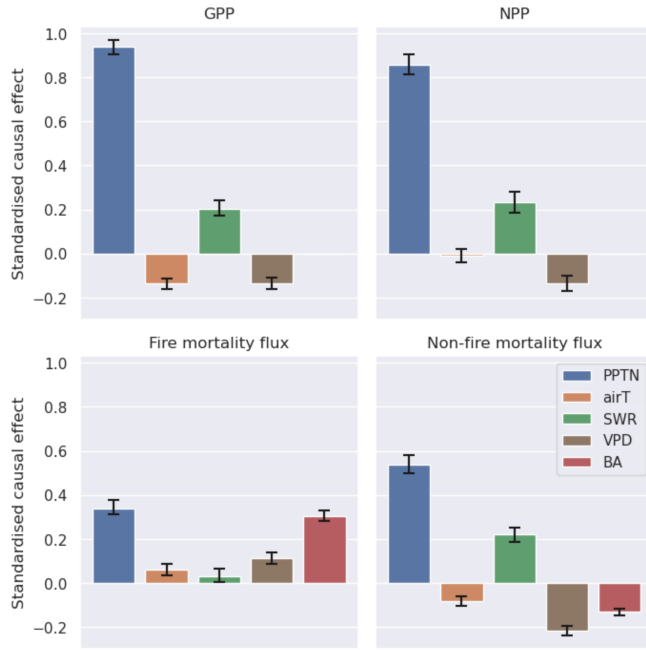 GPP
NPP
Standardised causal effect
1.0
0.8
0.6
0.4
0.2
0.0
−0.2
Fire mortality flux
Non-fire mortality flux
Standardised causal effect
1.0
0.8
0.6
0.4
0.2
0.0
−0.2
PPTN
airT
SWR
VPD
BA